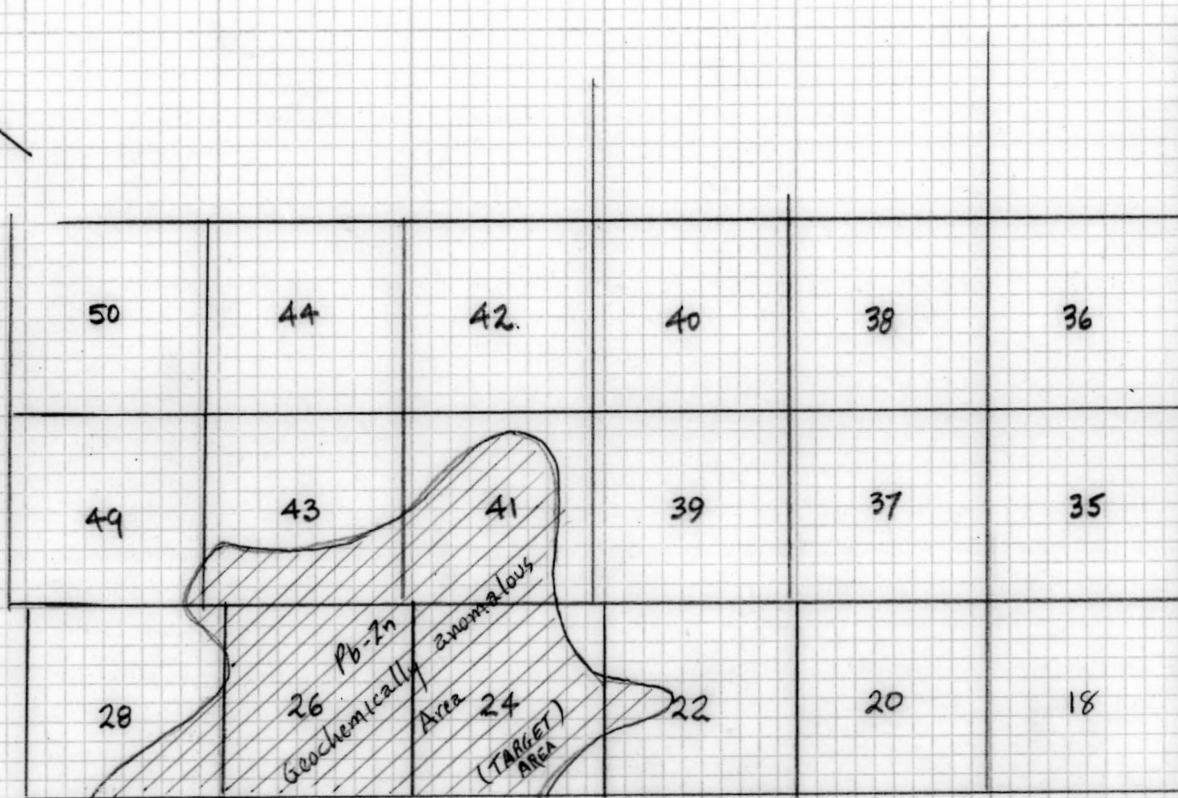 50 44 42. 40 38 36
49 43 41 39 37 35
28 26 24 22 20 18
Pb-Zn
Geochemically anomalous
Area
(TARGET)
AREA